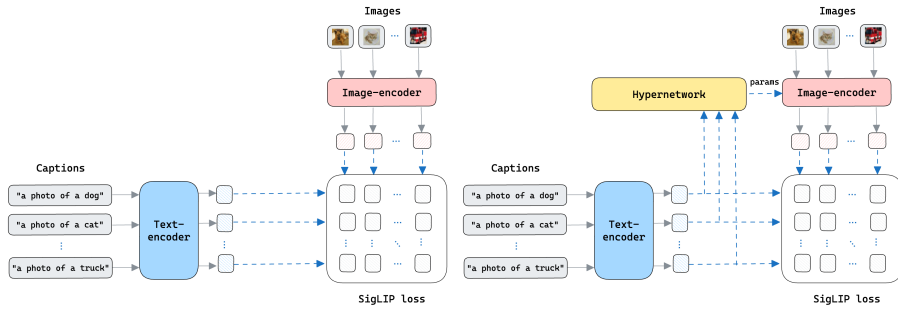 Images
Image-encoder
Captions
"a photo of a dog"
"a photo of a cat"
"a photo of a truck"
Text-
encoder
SigLIP loss
Images
Hypernetwork
params
Image-encoder
Captions
"a photo of a dog"
"a photo of a cat"
"a photo of a truck"
Text-
encoder
SigLIP loss